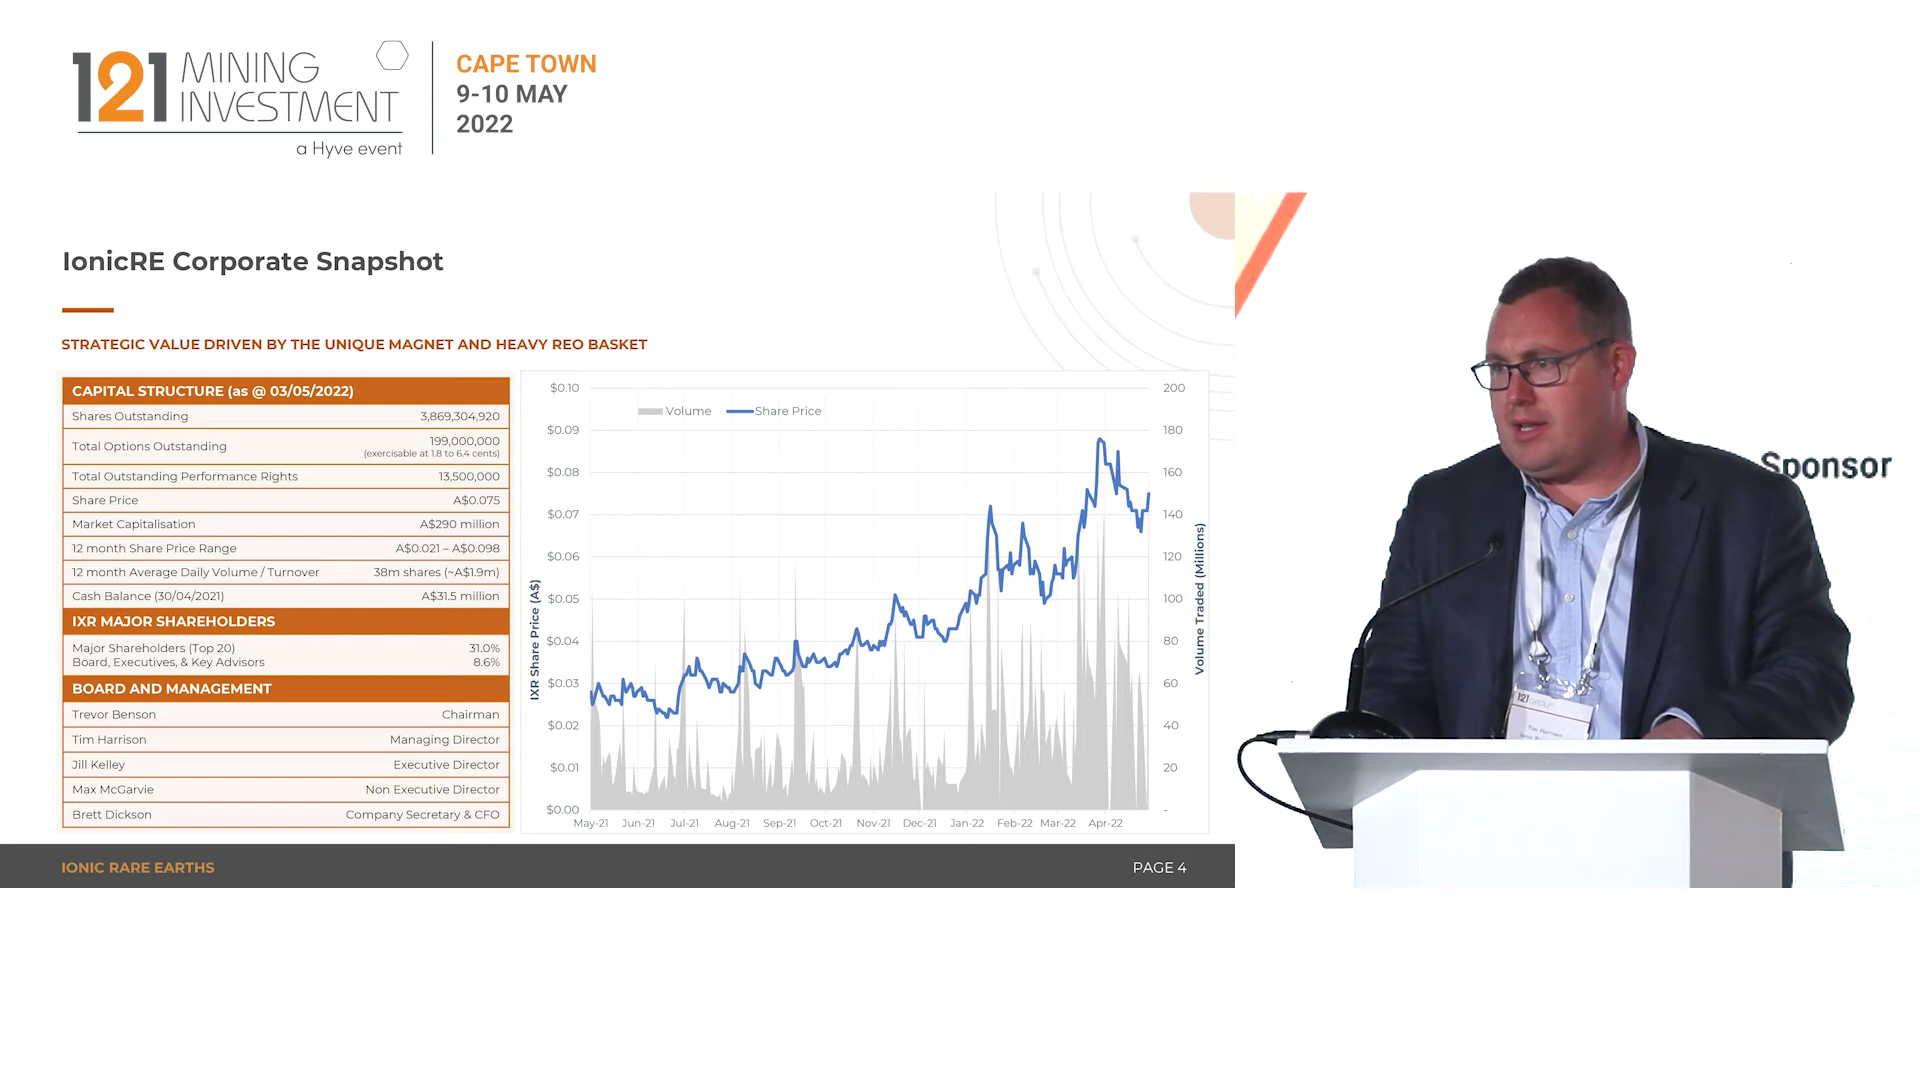 121 MINING INVESTMENT
a Hyve event
CAPE TOWN
9-10 MAY
2022
IonicRE Corporate Snapshot
STRATEGIC VALUE DRIVEN BY THE UNIQUE MAGNET AND HEAVY REO BASKET
CAPITAL STRUCTURE (as @ 03/05/2022)
Shares Outstanding 3,869,304,920
Total Options Outstanding 199,000,000
(exercisable at 1.8 to 6.4 cents)
Total Outstanding Performance Rights 13,500,000
Share Price A$0.075
Market Capitalisation A$290 million
12 month Share Price Range A$0.021 – A$0.098
12 month Average Daily Volume / Turnover 38m shares (~A$1.9m)
Cash Balance (30/04/2021) A$31.5 million
IXR MAJOR SHAREHOLDERS
Major Shareholders (Top 20) 31.0%
Board, Executives, & Key Advisors 8.6%
BOARD AND MANAGEMENT
Trevor Benson Chairman
Tim Harrison Managing Director
Jill Kelley Executive Director
Max McGarvie Non Executive Director
Brett Dickson Company Secretary & CFO
Volume Share Price
IXR Share Price (A$)
$0.10
$0.09
$0.08
$0.07
$0.06
$0.05
$0.04
$0.03
$0.02
$0.01
$0.00
200
180
160
140
120
100
80
60
40
20
-
Volume Traded (Millions)
May-21 Jun-21 Jul-21 Aug-21 Sep-21 Oct-21 Nov-21 Dec-21 Jan-22 Feb-22 Mar-22 Apr-22
IONIC RARE EARTHS
PAGE 4
Sponsor
121 GROUP
Tim Harrison